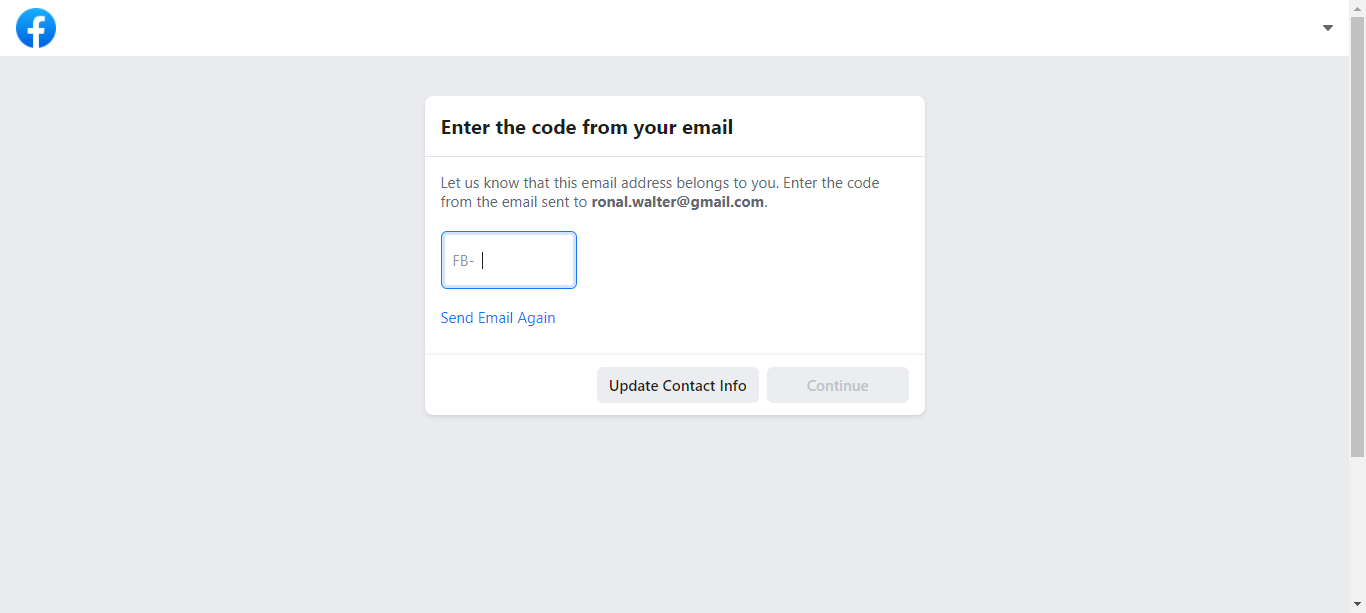 Enter the code from your email
Let us know that this email address belongs to you. Enter the code
from the email sent to ronal.walter@gmail.com.
FB-
Send Email Again
Update Contact Info
Continue